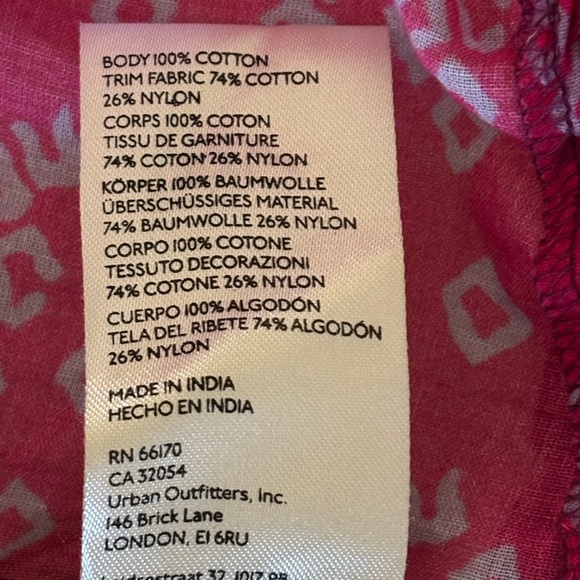 BODY 100% COTTON
TRIM FABRIC 74% COTTON
26% NYLON
CORPS 100% COTON
TISSU DE GARNITURE
74% COTON 26% NYLON
KÖRPER 100% BAUMWOLLE
ÜBERSCHÜSSIGES MATERIAL
74% BAUMWOLLE 26% NYLON
CORPO 100% COTONE
TESSUTO DECORAZIONI
74% COTONE 26% NYLON
CUERPO 100% ALGODÓN
TELA DEL RIBETE 74% ALGODÓN
26% NYLON
MADE IN INDIA
HECHO EN INDIA
RN 66170
CA 32054
Urban Outfitters, Inc.
146 Brick Lane
LONDON, E1 6RU
32, 1017